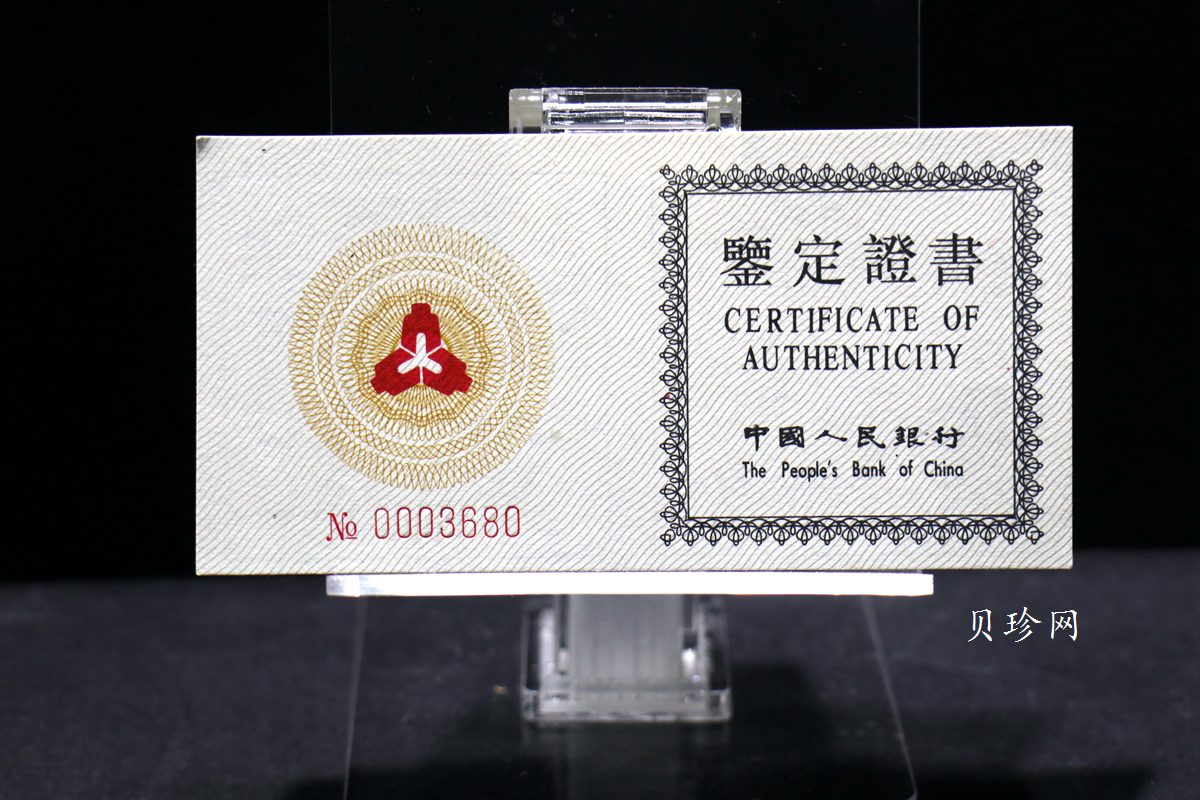 鑒定證書
CERTIFICATE OF
AUTHENTICITY
中國人民銀行
The People's Bank of China
№ 0003680
贝珍网